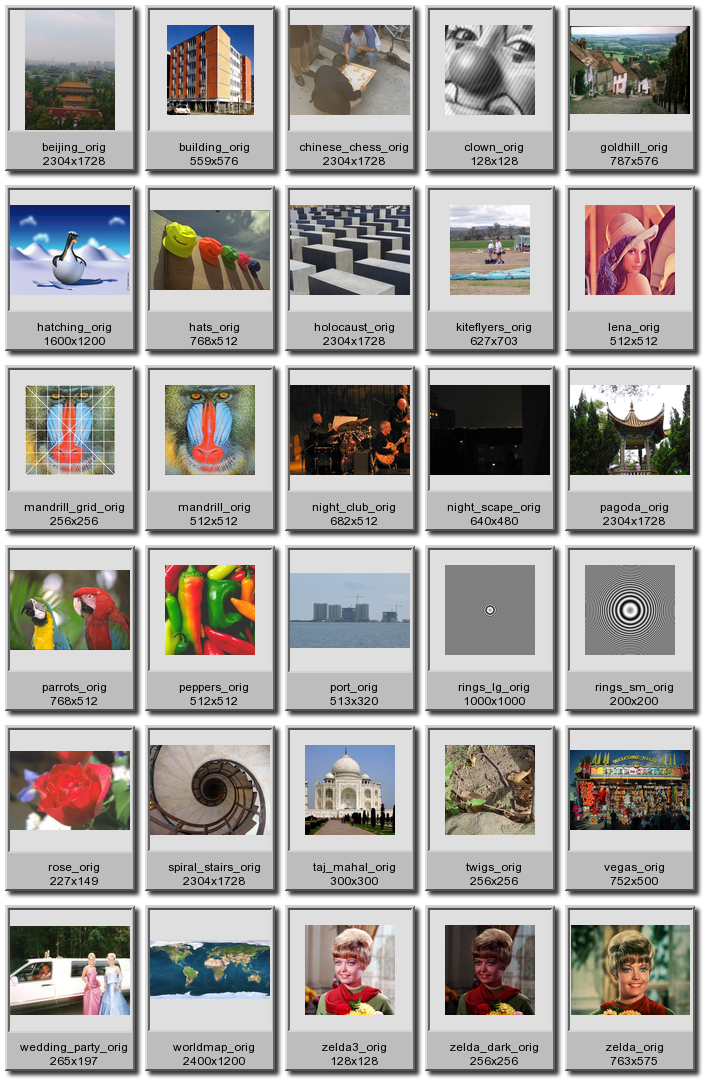 beijing_orig
2304x1728
building_orig
559x576
chinese_chess_orig
2304x1728
clown_orig
128x128
goldhill_orig
787x576
hatching_orig
1600x1200
hats_orig
768x512
holocaust_orig
2304x1728
kiteflyers_orig
627x703
lena_orig
512x512
mandrill_grid_orig
256x256
mandrill_orig
512x512
night_club_orig
682x512
night_scape_orig
640x480
pagoda_orig
2304x1728
parrots_orig
768x512
peppers_orig
512x512
port_orig
513x320
rings_lg_orig
1000x1000
rings_sm_orig
200x200
rose_orig
227x149
spiral_stairs_orig
2304x1728
taj_mahal_orig
300x300
twigs_orig
256x256
vegas_orig
752x500
wedding_party_orig
265x197
worldmap_orig
2400x1200
zelda3_orig
128x128
zelda_dark_orig
256x256
zelda_orig
763x575